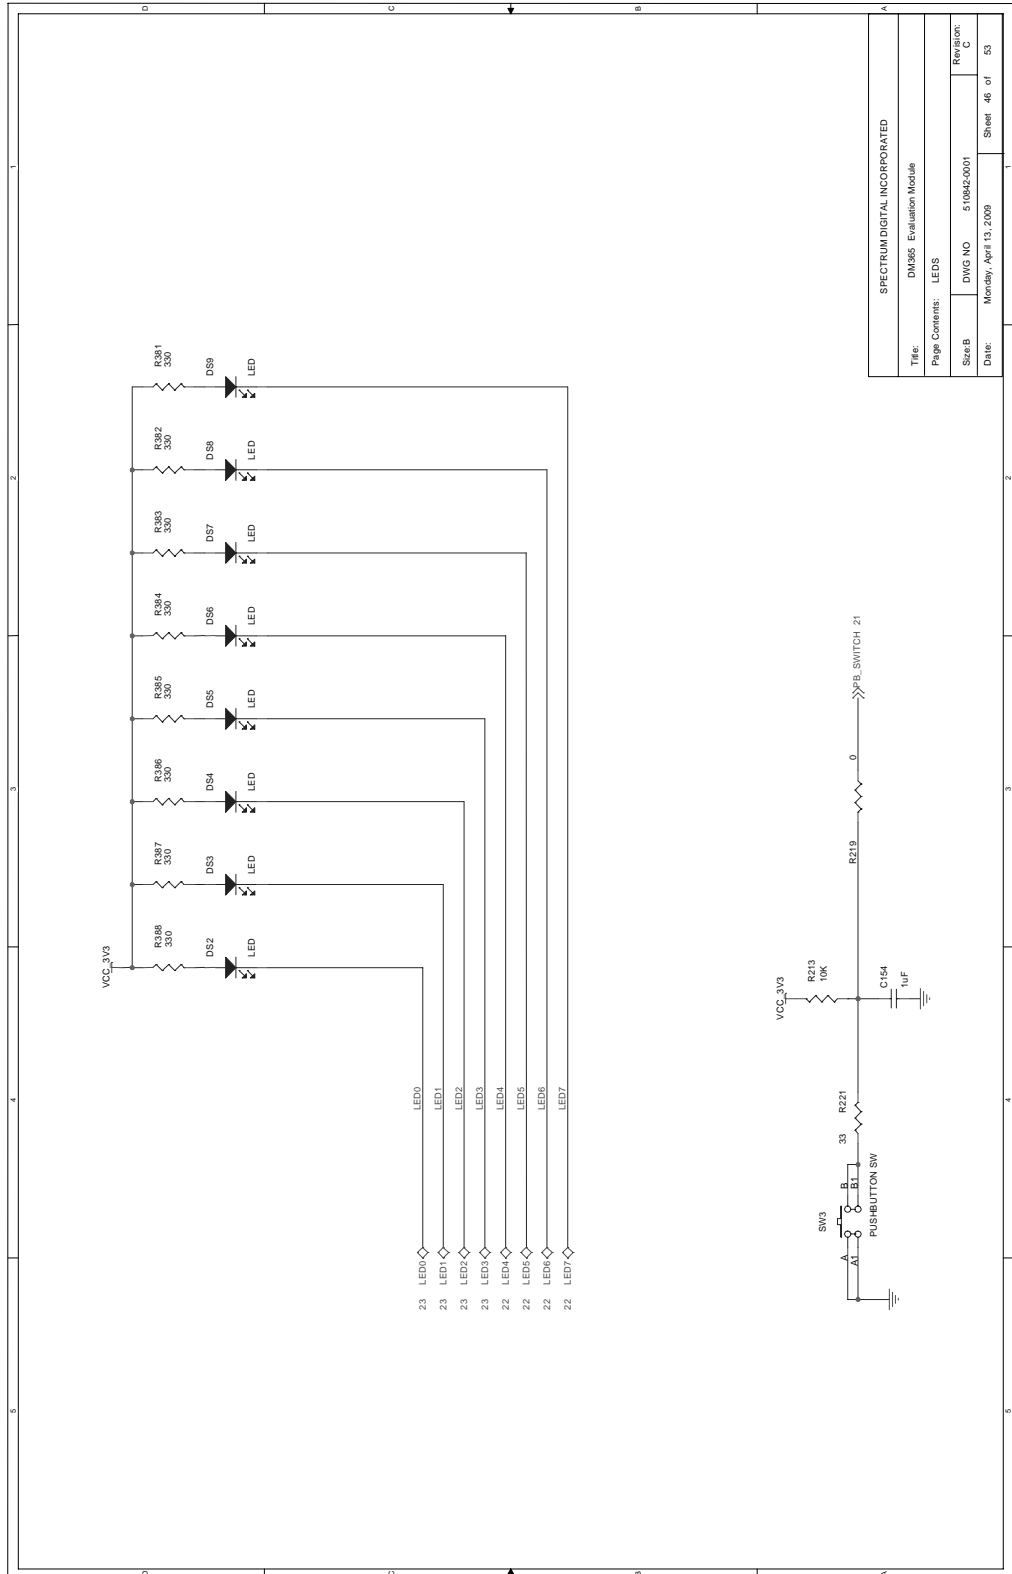 5
4
3
2
1
D
C
B
A
VCC_3V3
R388
330
R387
330
R386
330
R385
330
R384
330
R383
330
R382
330
R381
330
DS2
DS3
DS4
DS5
DS6
DS7
DS8
DS9
LED
LED
LED
LED
LED
LED
LED
LED
23 LED0
LED0
23 LED1
LED1
23 LED2
LED2
23 LED3
LED3
22 LED4
LED4
22 LED5
LED5
22 LED6
LED6
22 LED7
LED7
VCC_3V3
R213
10K
SW3
A
A1
B
B1
PUSHBUTTON SW
33
R221
C154
1uF
R219
0
PB_SWITCH 21
SPECTRUM DIGITAL INCORPORATED
Title: DM365 Evaluation Module
Page Contents: LEDS
Size:B DWG NO 510842-0001 Revision: C
Date: Monday, April 13, 2009 Sheet 46 of 53
D
C
B
A
5
4
3
2
1